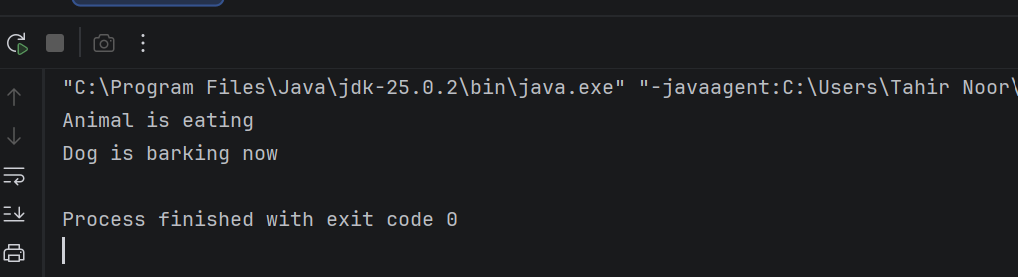 "C:\Program Files\Java\jdk-25.0.2\bin\java.exe" "-javaagent:C:\Users\Tahir Noor\
Animal is eating
Dog is barking now
Process finished with exit code 0